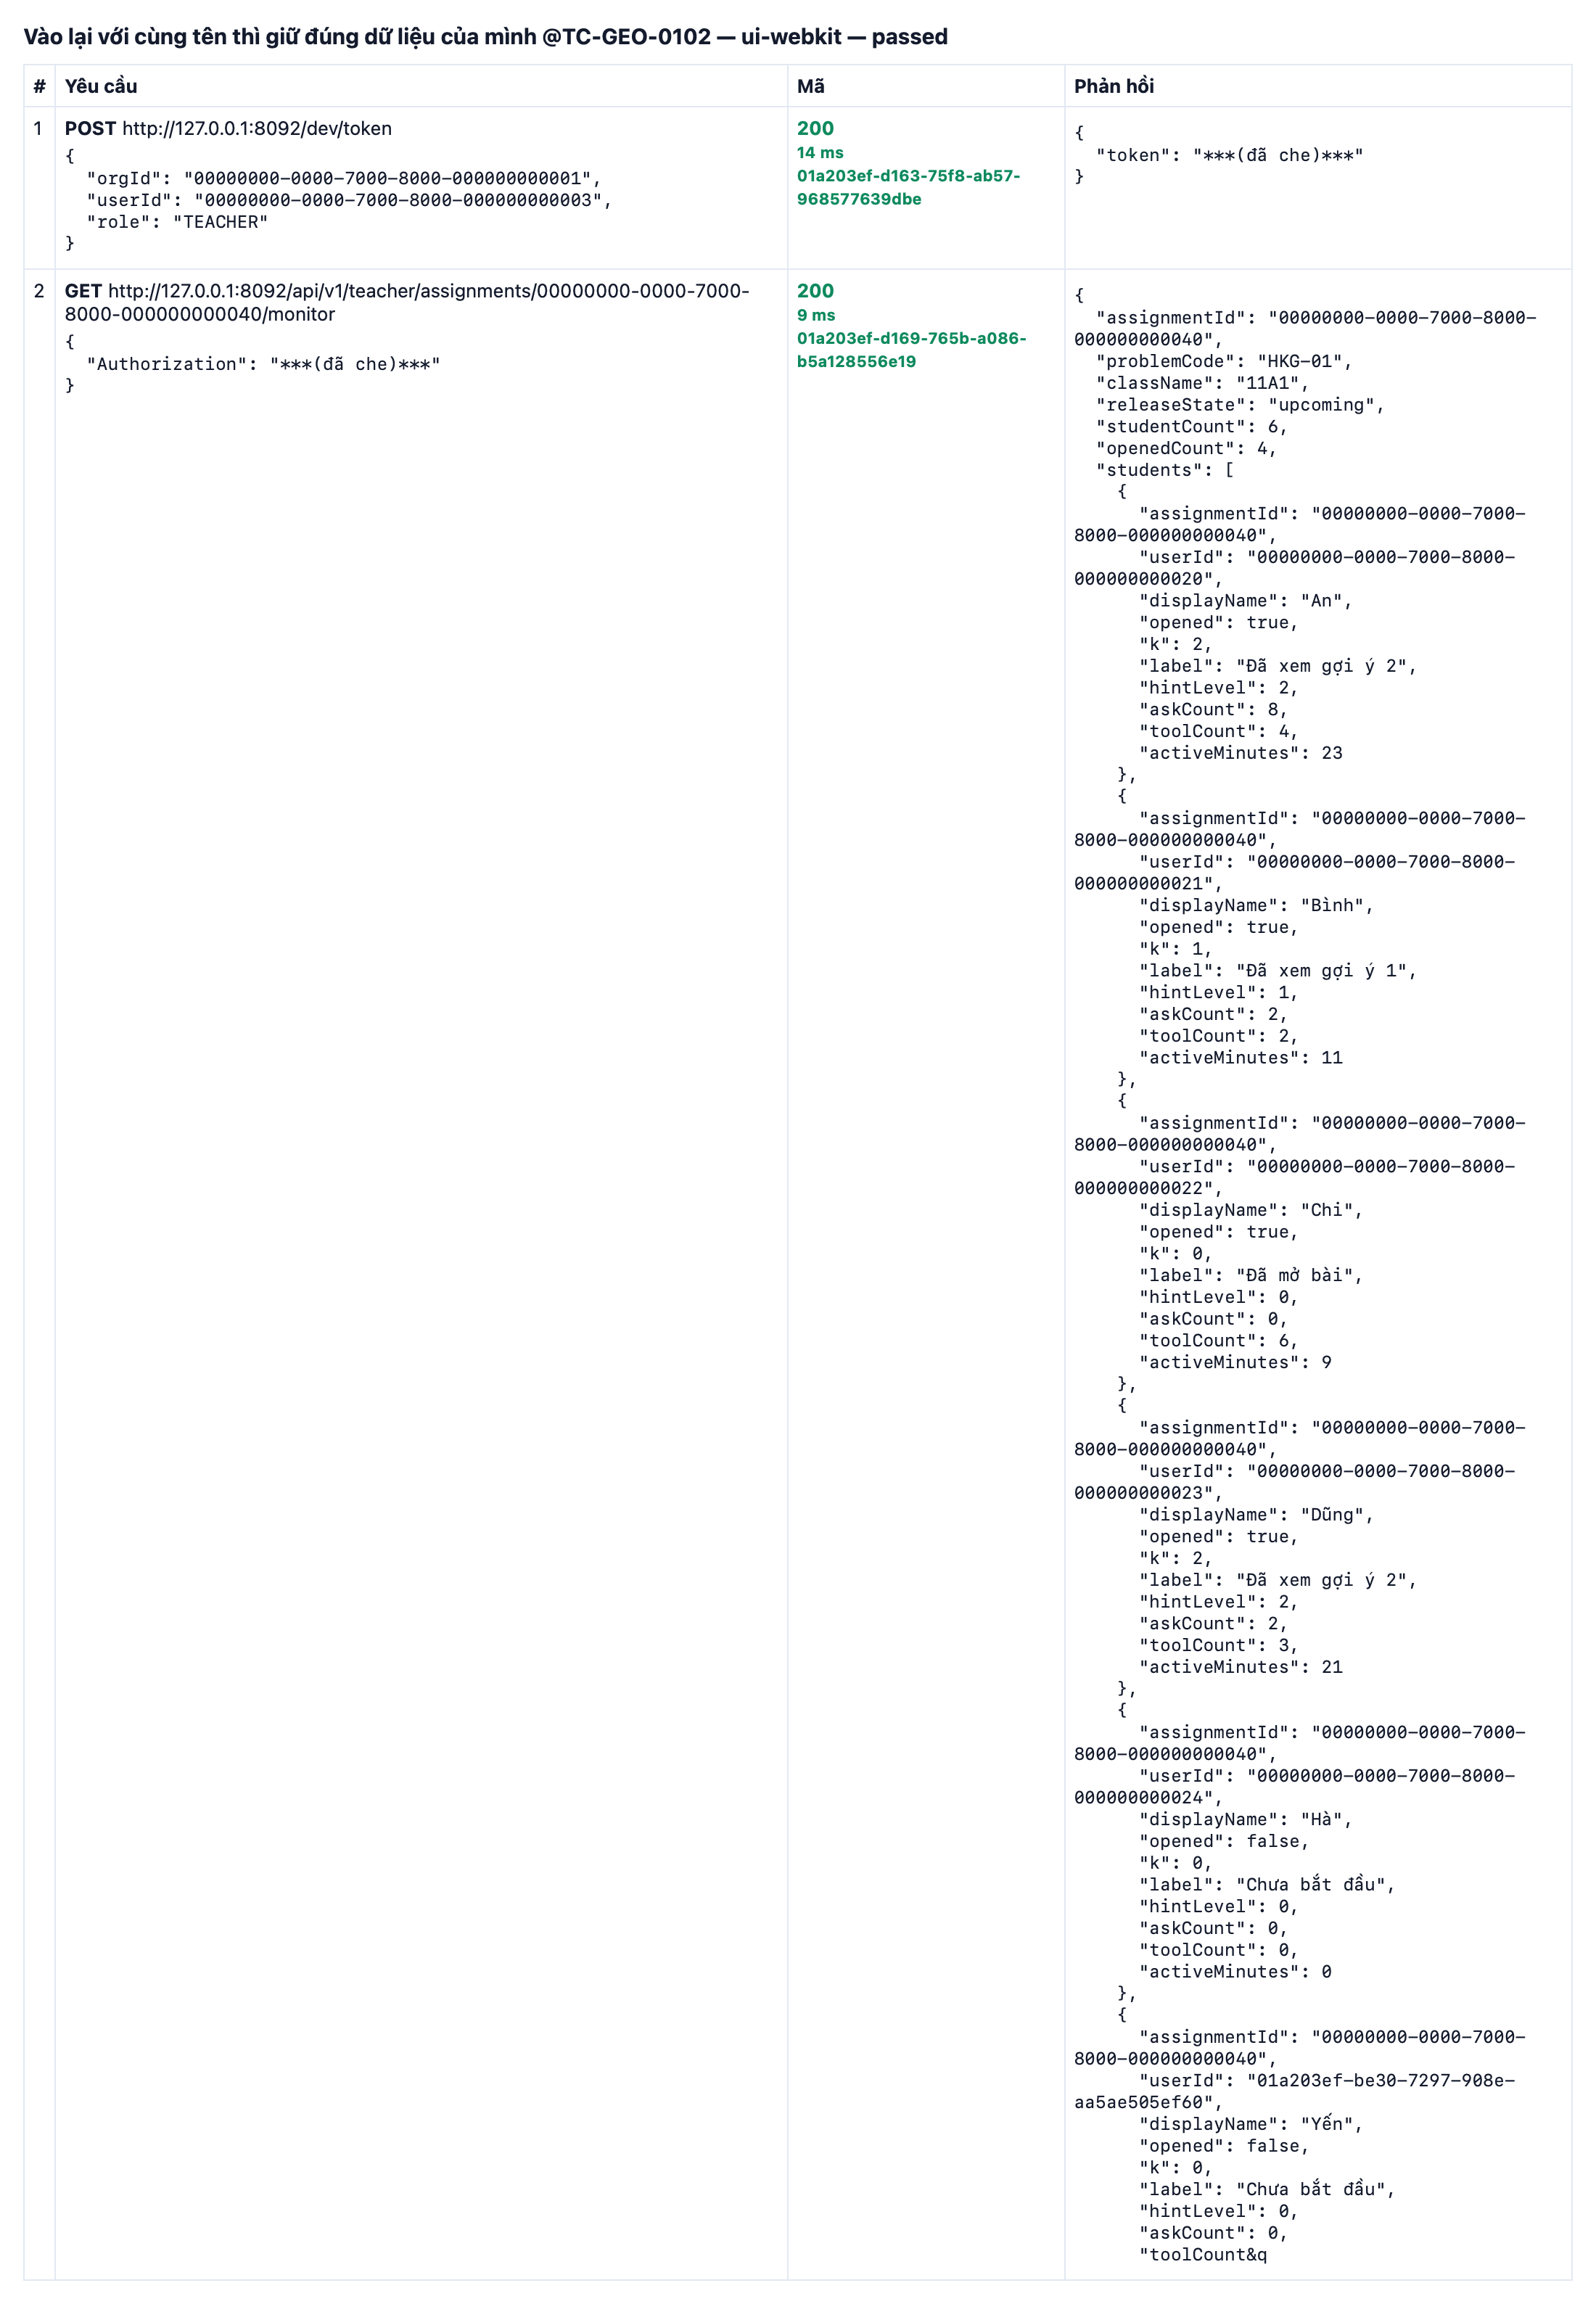 Vào lại với cùng tên thì giữ đúng dữ liệu của mình @TC-GEO-0102 — ui-webkit — passed
# Yêu cầu Mã Phản hồi
1 POST http://127.0.0.1:8092/dev/token
{
"orgId": "00000000-0000-7000-8000-000000000001",
"userId": "00000000-0000-7000-8000-000000000003",
"role": "TEACHER"
}
200
14 ms
01a203ef-d163-75f8-ab57-
968577639dbe
{
"token": "***(đã che)***"
}
2 GET http://127.0.0.1:8092/api/v1/teacher/assignments/00000000-0000-7000-
8000-000000000040/monitor
{
"Authorization": "***(đã che)***"
}
200
9 ms
01a203ef-d169-765b-a086-
b5a128556e19
{
"assignmentId": "00000000-0000-7000-8000-
000000000040",
"problemCode": "HKG-01",
"className": "11A1",
"releaseState": "upcoming",
"studentCount": 6,
"openedCount": 4,
"students": [
{
"assignmentId": "00000000-0000-7000-
8000-000000000040",
"userId": "00000000-0000-7000-8000-
000000000020",
"displayName": "An",
"opened": true,
"k": 2,
"label": "Đã xem gợi ý 2",
"hintLevel": 2,
"askCount": 8,
"toolCount": 4,
"activeMinutes": 23
},
{
"assignmentId": "00000000-0000-7000-
8000-000000000040",
"userId": "00000000-0000-7000-8000-
000000000021",
"displayName": "Bình",
"opened": true,
"k": 1,
"label": "Đã xem gợi ý 1",
"hintLevel": 1,
"askCount": 2,
"toolCount": 2,
"activeMinutes": 11
},
{
"assignmentId": "00000000-0000-7000-
8000-000000000040",
"userId": "00000000-0000-7000-8000-
000000000022",
"displayName": "Chi",
"opened": true,
"k": 0,
"label": "Đã mở bài",
"hintLevel": 0,
"askCount": 0,
"toolCount": 6,
"activeMinutes": 9
},
{
"assignmentId": "00000000-0000-7000-
8000-000000000040",
"userId": "00000000-0000-7000-8000-
000000000023",
"displayName": "Dũng",
"opened": true,
"k": 2,
"label": "Đã xem gợi ý 2",
"hintLevel": 2,
"askCount": 2,
"toolCount": 3,
"activeMinutes": 21
},
{
"assignmentId": "00000000-0000-7000-
8000-000000000040",
"userId": "00000000-0000-7000-8000-
000000000024",
"displayName": "Hà",
"opened": false,
"k": 0,
"label": "Chưa bắt đầu",
"hintLevel": 0,
"askCount": 0,
"toolCount": 0,
"activeMinutes": 0
},
{
"assignmentId": "00000000-0000-7000-
8000-000000000040",
"userId": "01a203ef-be30-7297-908e-
aa5ae505ef60",
"displayName": "Yến",
"opened": false,
"k": 0,
"label": "Chưa bắt đầu",
"hintLevel": 0,
"askCount": 0,
"toolCount&q